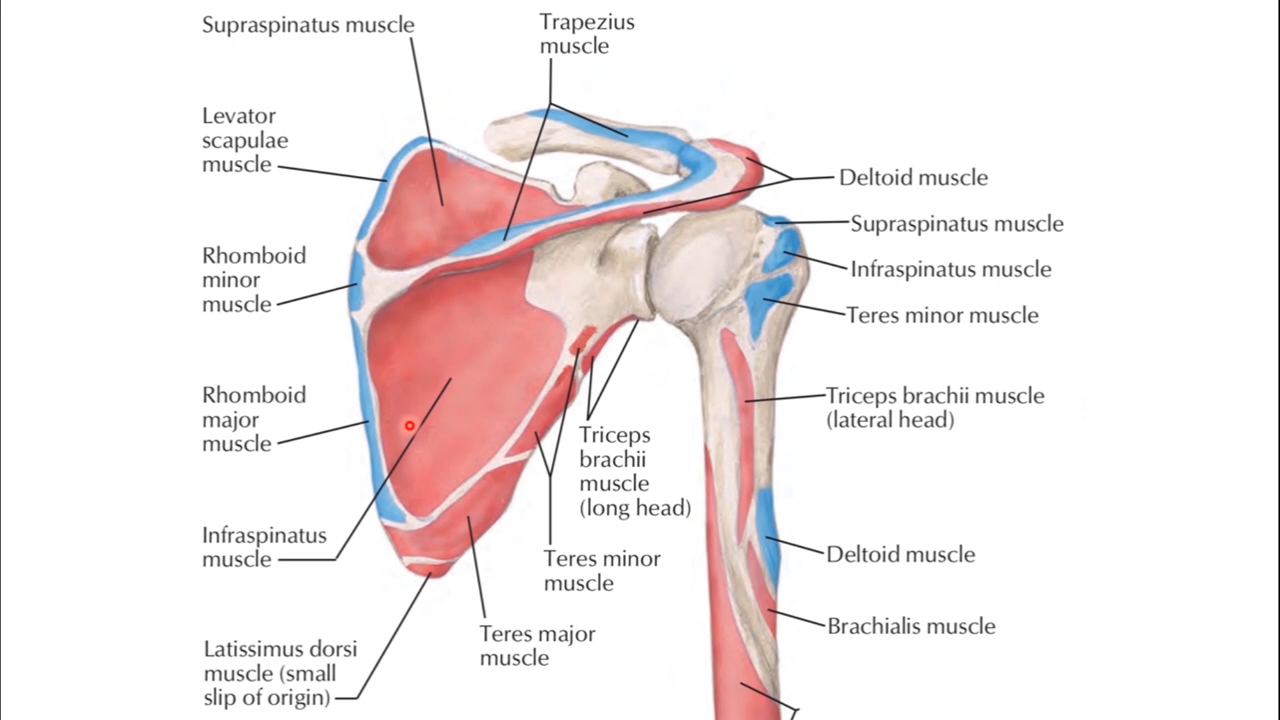 Supraspinatus muscle
Trapezius
muscle
Levator
scapulae
muscle
Deltoid muscle
Supraspinatus muscle
Rhomboid
minor
muscle
Infraspinatus muscle
Teres minor muscle
Rhomboid
major
muscle
Triceps brachii muscle
(lateral head)
Triceps
brachii
muscle
(long head)
Infraspinatus
muscle
Teres minor
muscle
Deltoid muscle
Brachialis muscle
Teres major
muscle
Latissimus dorsi
muscle (small
slip of origin)